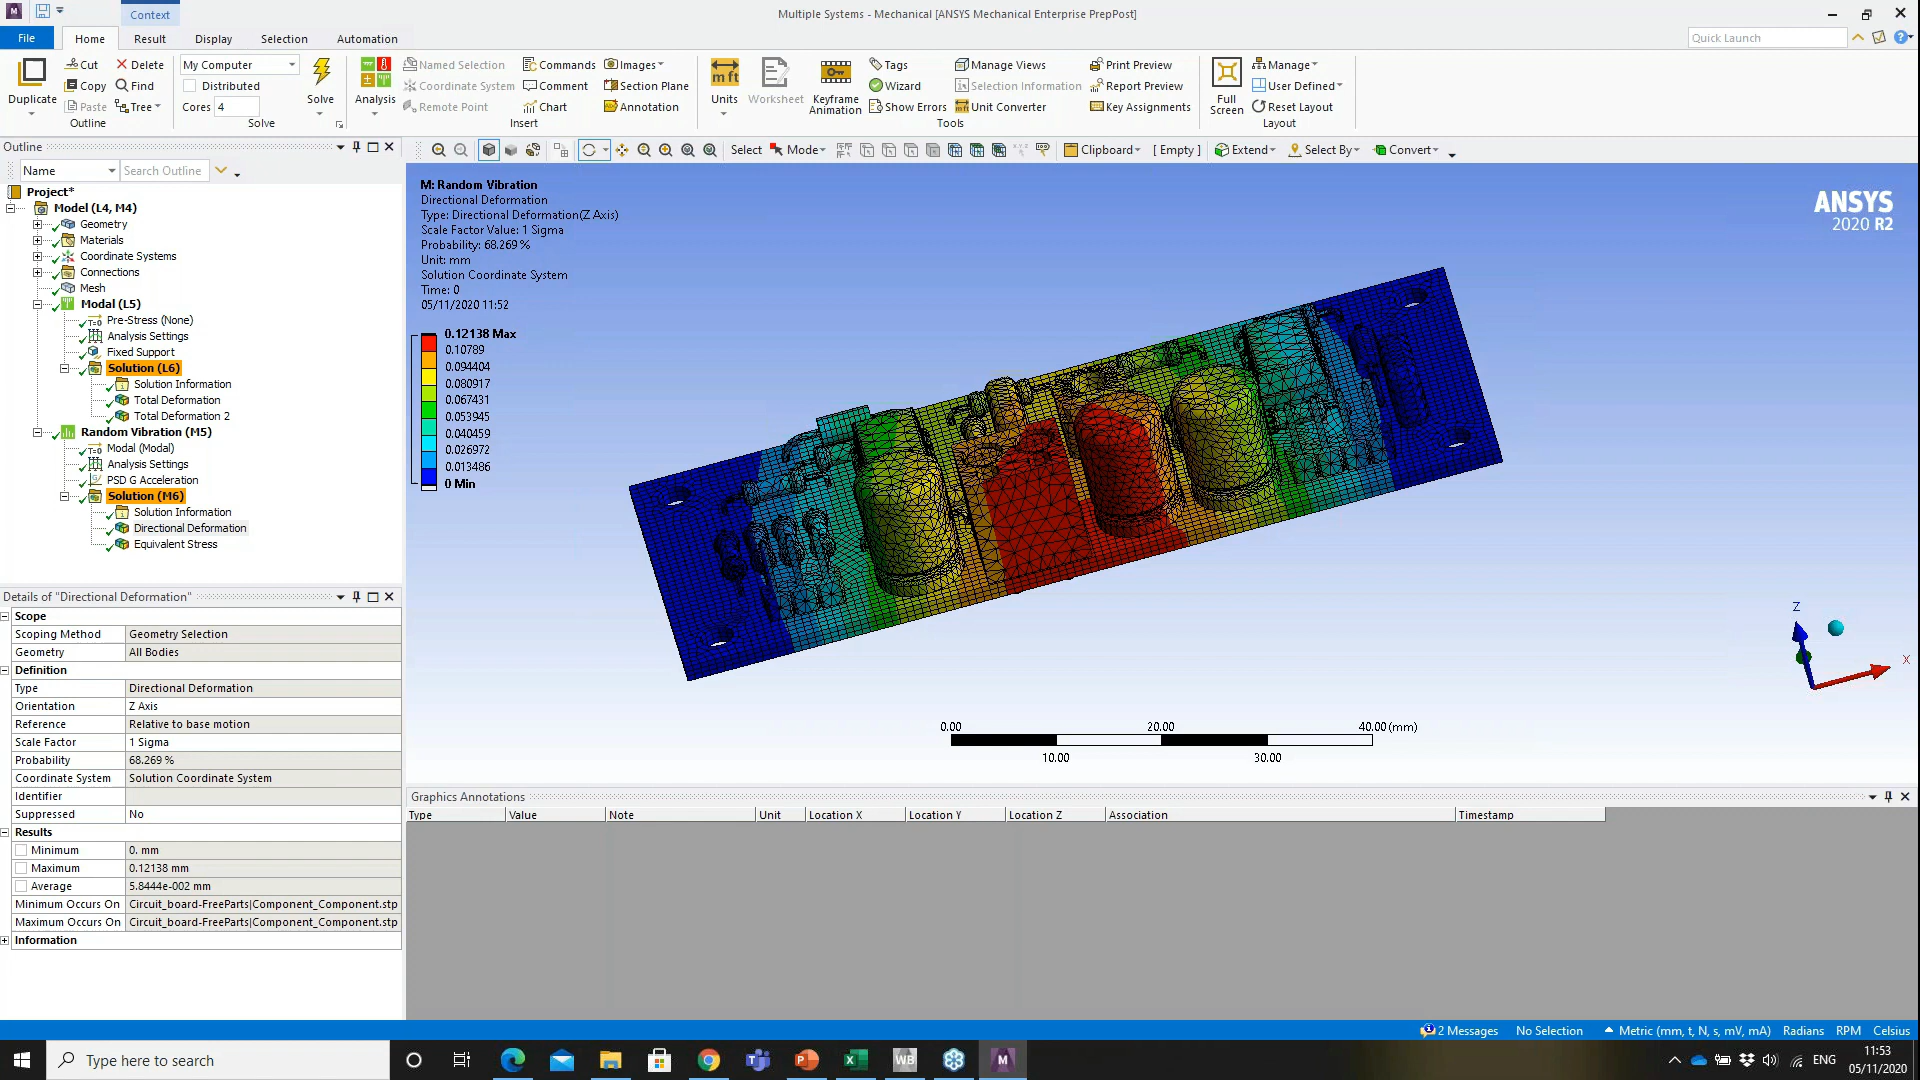 Context
Multiple Systems - Mechanical [ANSYS Mechanical Enterprise PrepPost]
File Home Result Display Selection Automation
Quick Launch
Duplicate Cut Copy Paste Delete Find Tree Outline
My Computer Distributed Cores 4 Solve Solve
Analysis Named Selection Coordinate System Remote Point Commands Comment Chart Images Section Plane Annotation Insert
Units Worksheet Keyframe Animation Tags Wizard Show Errors Manage Views Selection Information Unit Converter Print Preview Report Preview Key Assignments Tools
Full Screen Manage User Defined Reset Layout Layout
Outline
Name Search Outline
Select Mode Clipboard [ Empty ] Extend Select By Convert
Project*
Model (L4, M4)
Geometry
Materials
Coordinate Systems
Connections
Mesh
Modal (L5)
Pre-Stress (None)
Analysis Settings
Fixed Support
Solution (L6)
Solution Information
Total Deformation
Total Deformation 2
Random Vibration (M5)
Modal (Modal)
Analysis Settings
PSD G Acceleration
Solution (M6)
Solution Information
Directional Deformation
Equivalent Stress
M: Random Vibration
Directional Deformation
Type: Directional Deformation(Z Axis)
Scale Factor Value: 1 Sigma
Probability: 68.269 %
Unit: mm
Solution Coordinate System
Time: 0
05/11/2020 11:52
0.12138 Max
0.10789
0.094404
0.080917
0.067431
0.053945
0.040459
0.026972
0.013486
0 Min
ANSYS
2020 R2
Z
X
0.00 20.00 40.00 (mm)
10.00 30.00
Details of "Directional Deformation"
Scope
Scoping Method Geometry Selection
Geometry All Bodies
Definition
Type Directional Deformation
Orientation Z Axis
Reference Relative to base motion
Scale Factor 1 Sigma
Probability 68.269 %
Coordinate System Solution Coordinate System
Identifier
Suppressed No
Results
Minimum 0. mm
Maximum 0.12138 mm
Average 5.8444e-002 mm
Minimum Occurs On Circuit_board-FreeParts|Component_Component.stp
Maximum Occurs On Circuit_board-FreeParts|Component_Component.stp
Information
Graphics Annotations
Type Value Note Unit Location X Location Y Location Z Association Timestamp
2 Messages No Selection Metric (mm, t, N, s, mV, mA) Radians RPM Celsius
Type here to search
ENG
11:53
05/11/2020